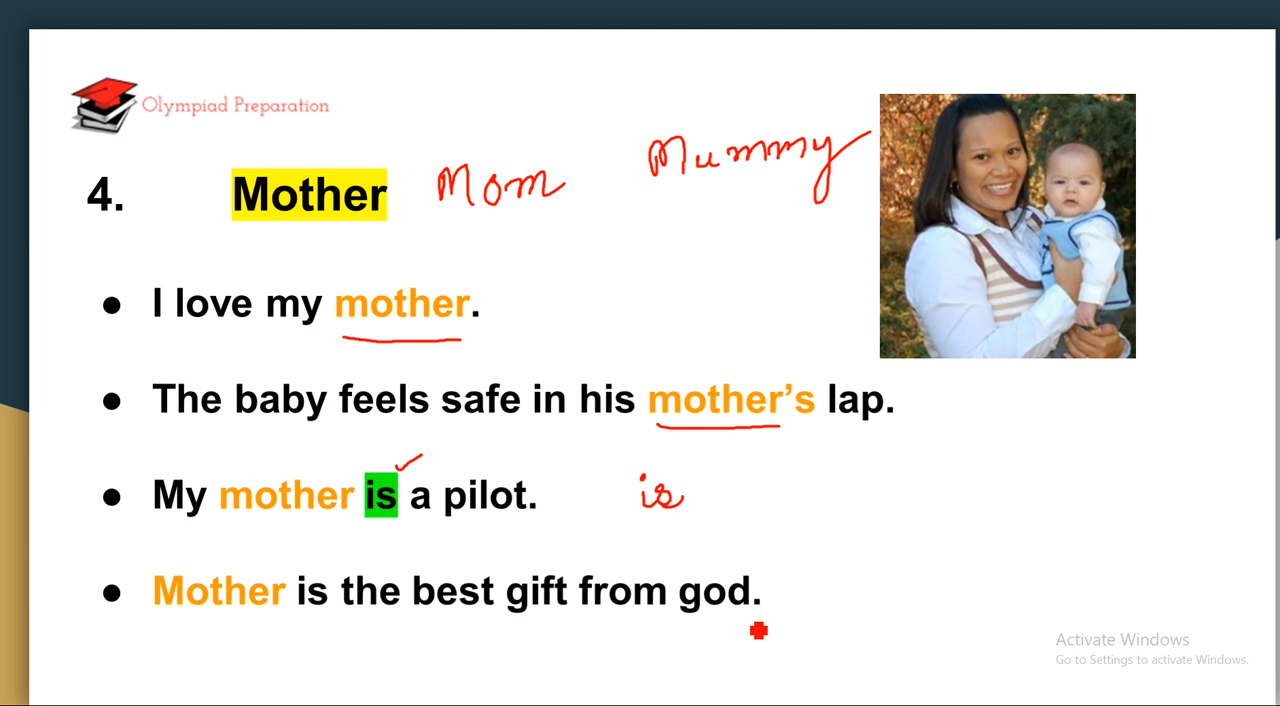 Olympiad Preparation
4. Mother Mom Mummy
● I love my mother.
● The baby feels safe in his mother’s lap.
● My mother is a pilot. is
● Mother is the best gift from god.
Activate Windows
Go to Settings to activate Windows.